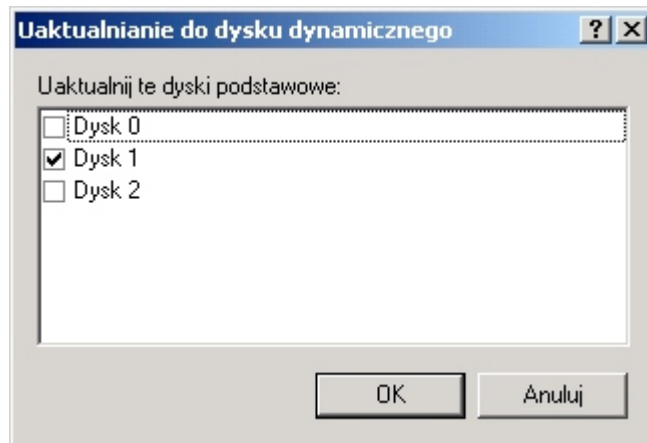 Uaktualnianie do dysku dynamicznego
Uaktualnij te dyski podstawowe:
Dysk 0
Dysk 1
Dysk 2
OK Anuluj